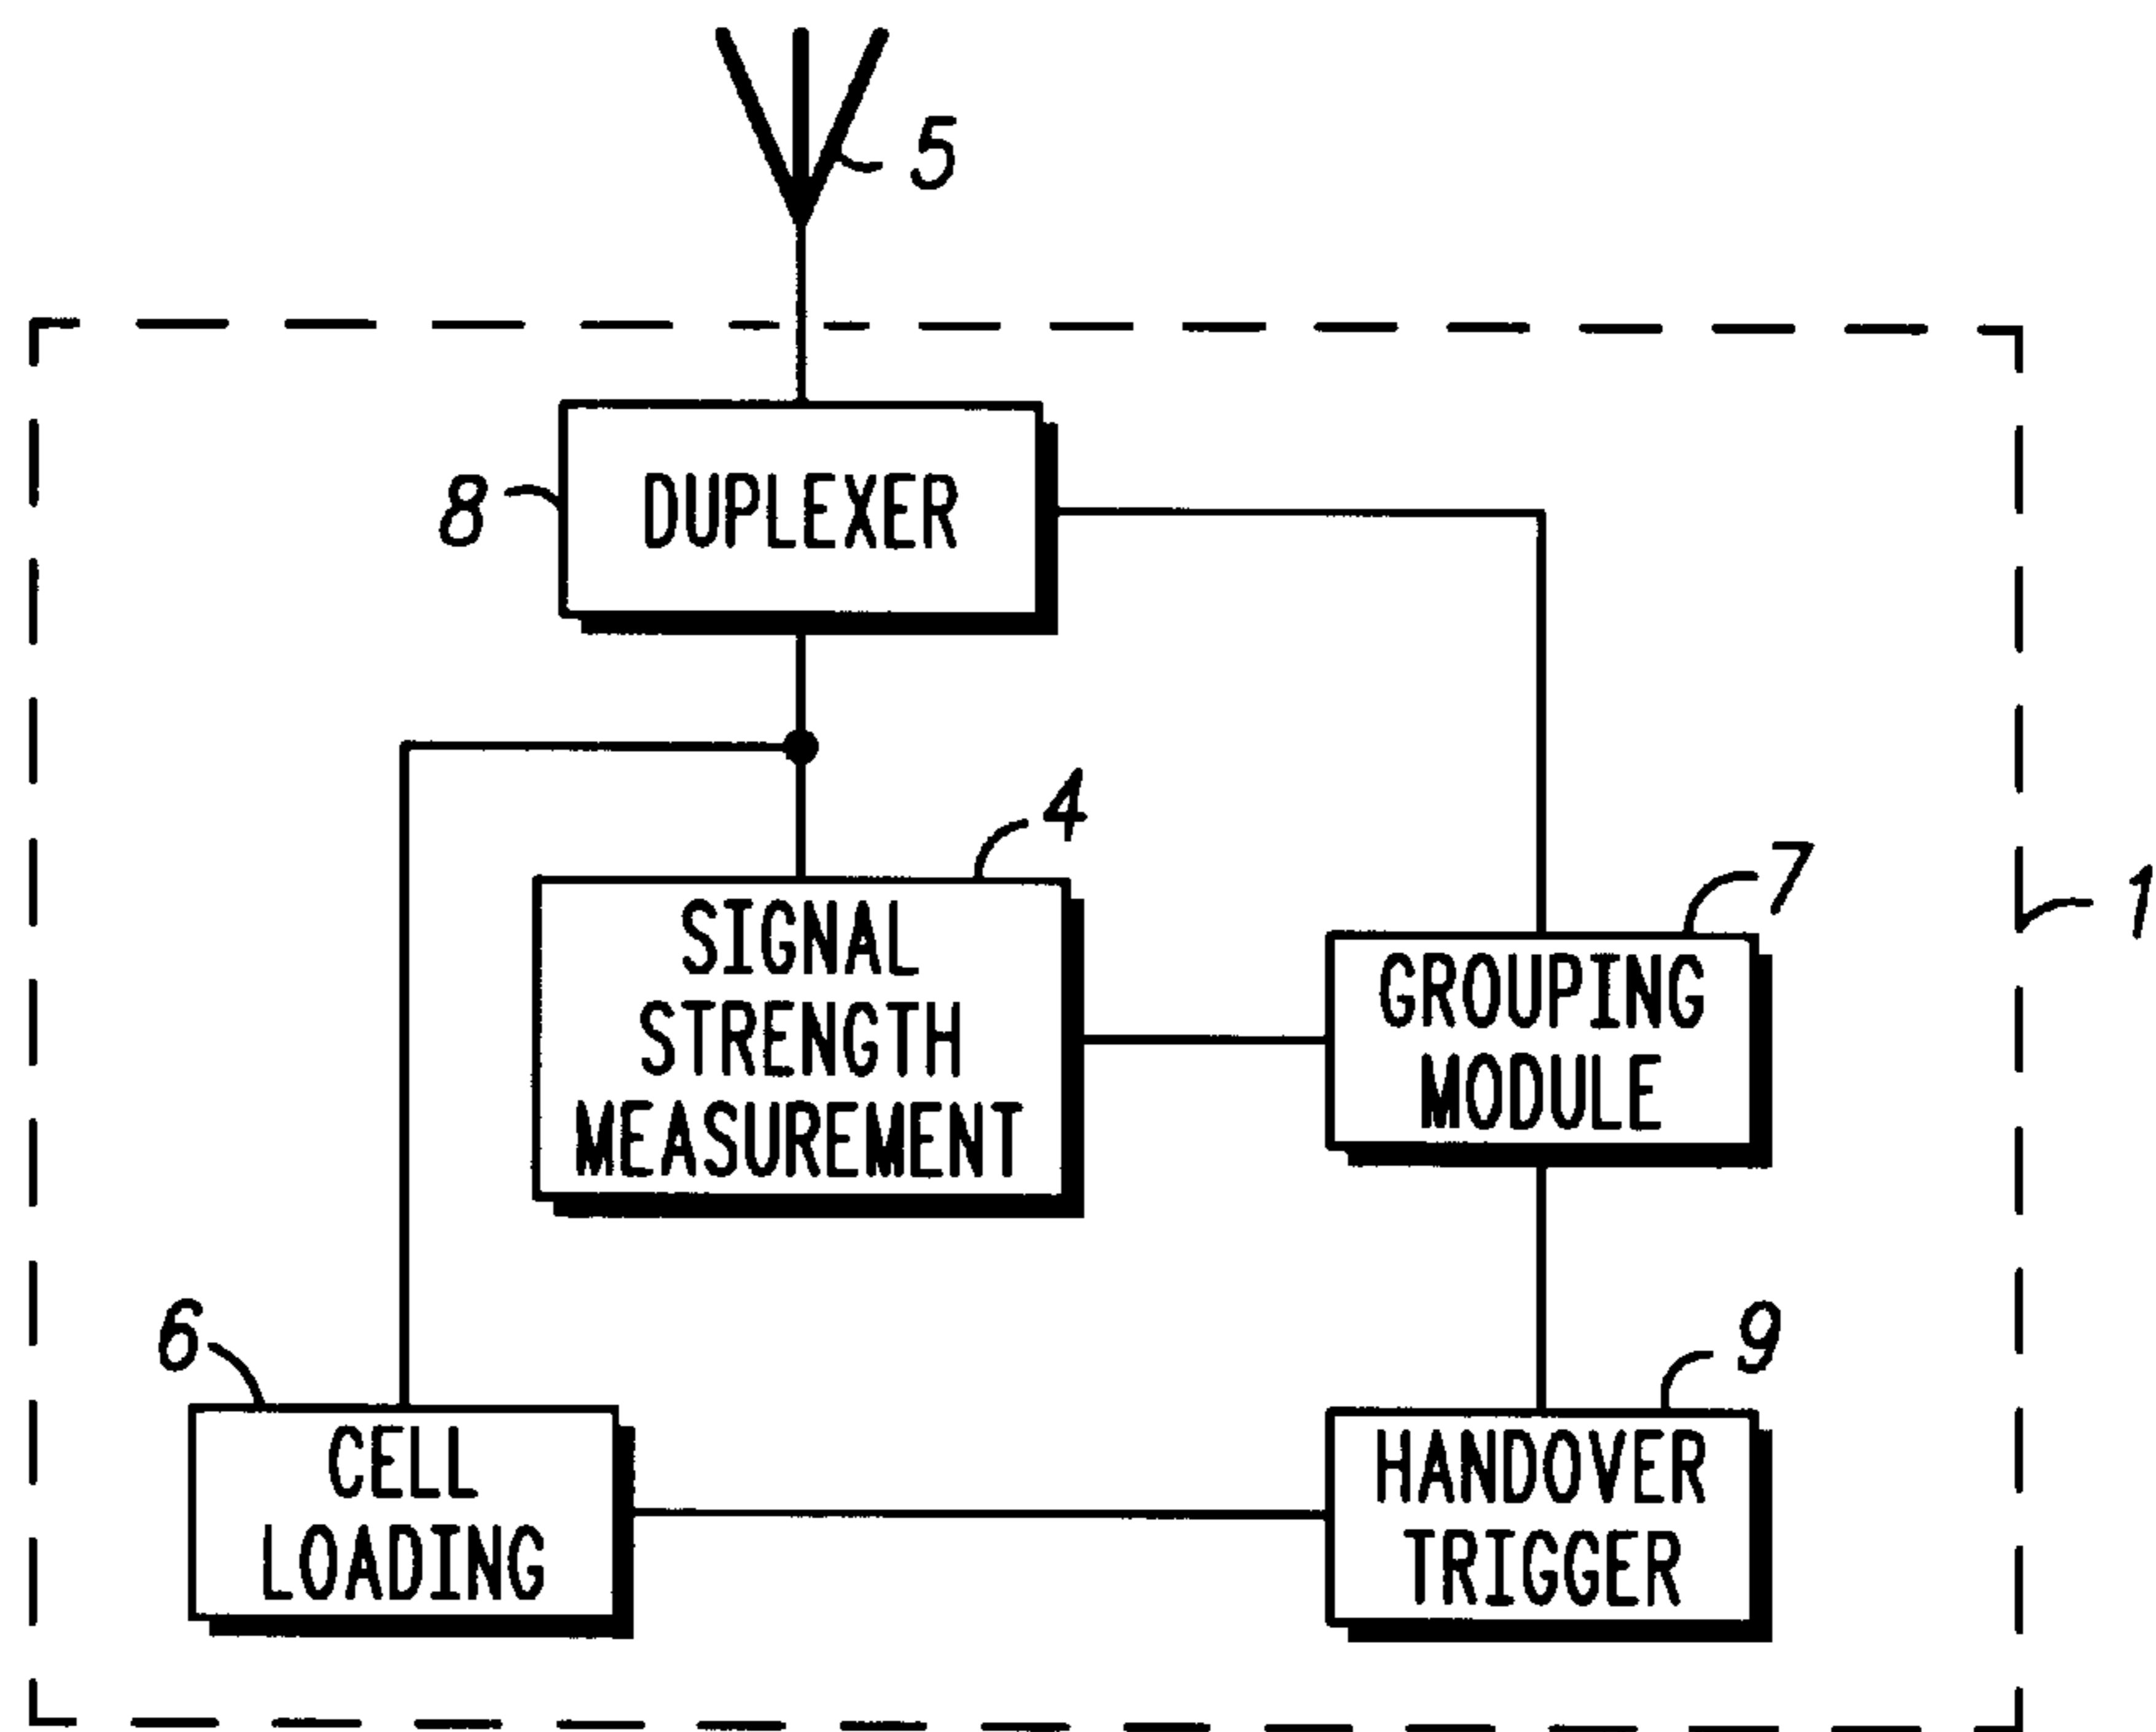 5
8
DUPLEXER
4
SIGNAL
STRENGTH
MEASUREMENT
7
GROUPING
MODULE
1
6
CELL
LOADING
9
HANDOVER
TRIGGER